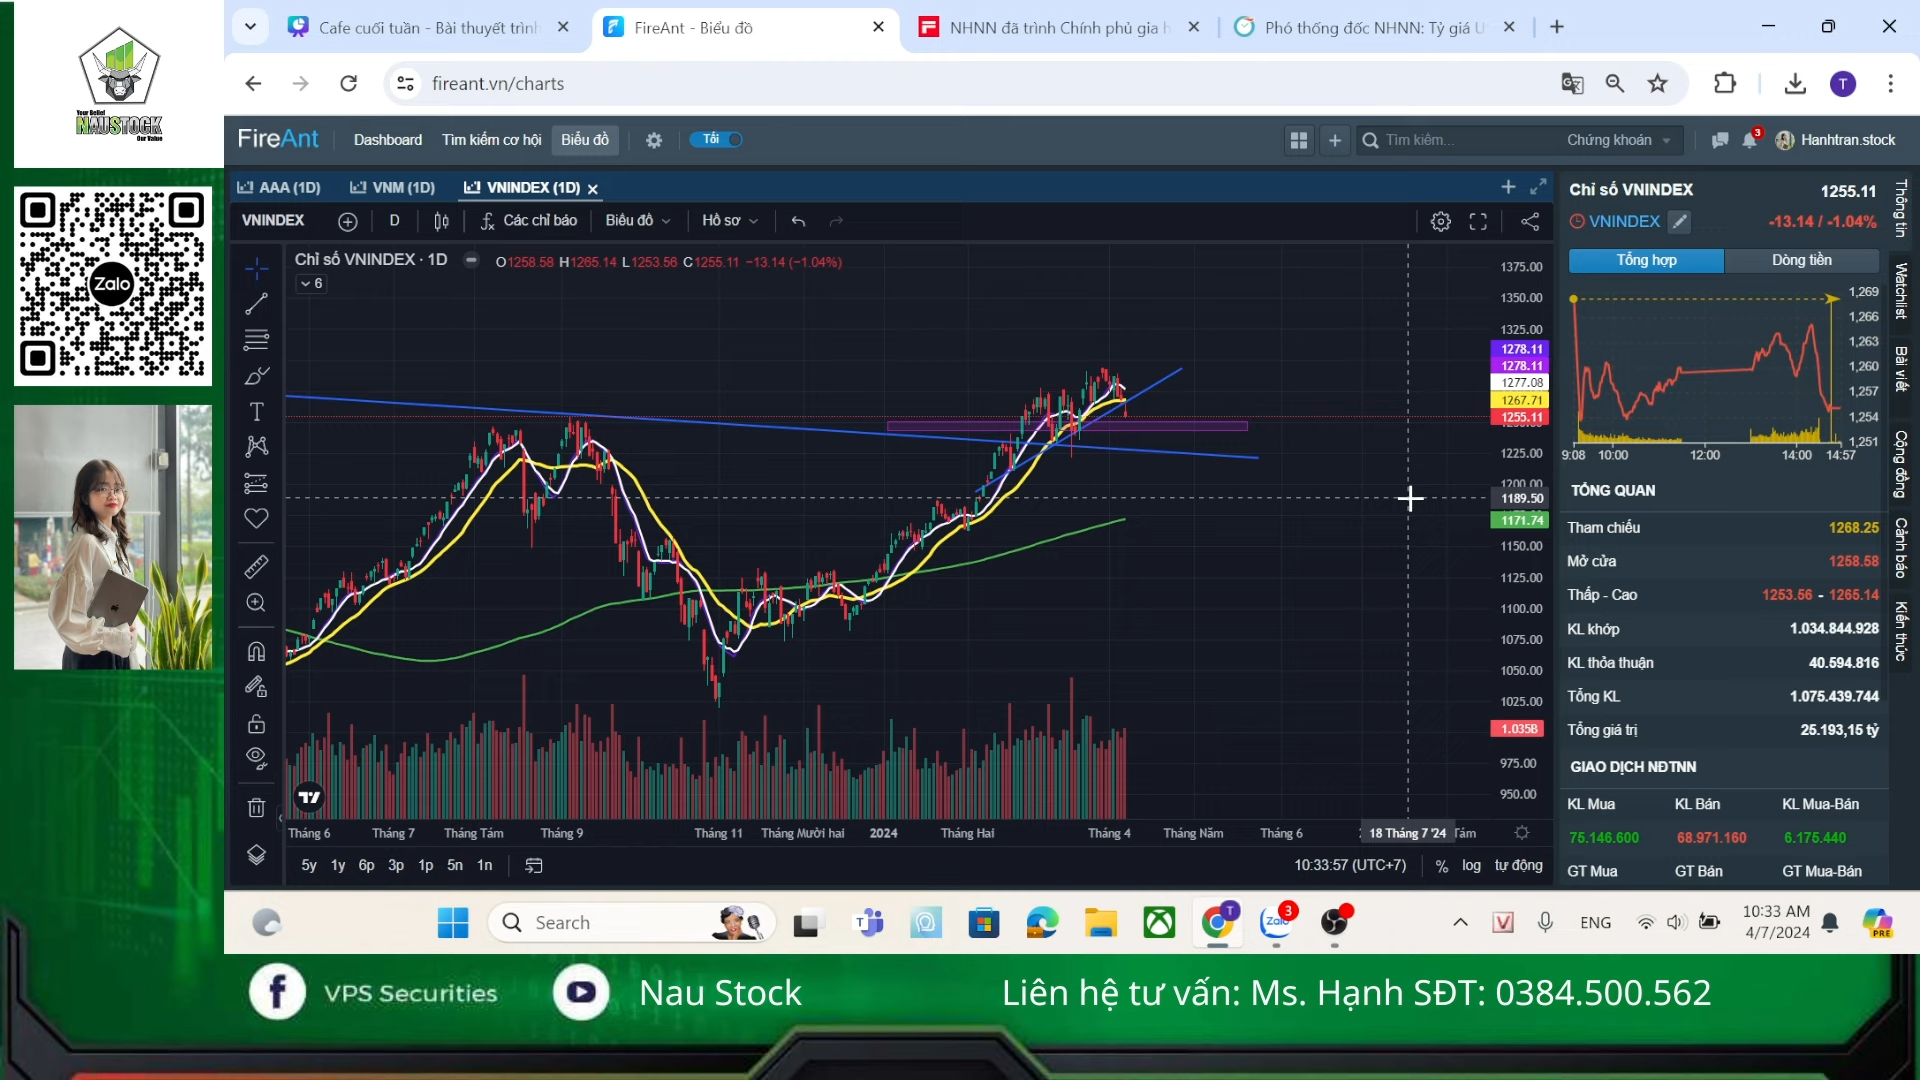 Your Belief
NAUSTOCK
Our Value
Zalo
Cafe cuối tuần - Bài thuyết trình
FireAnt - Biểu đồ
NHNN đã trình Chính phủ gia h
Phó thống đốc NHNN: Tỷ giá U
fireant.vn/charts
T
FireAnt
Dashboard
Tìm kiếm cơ hội
Biểu đồ
Tối
Tìm kiếm...
Chứng khoán
3
Hanhtran.stock
AAA (1D)
VNM (1D)
VNINDEX (1D)
VNINDEX
D
Các chỉ báo
Biểu đồ
Hồ sơ
Chỉ số VNINDEX · 1D
O1258.58 H1265.14 L1253.56 C1255.11 −13.14 (−1.04%)
6
1375.00
1350.00
1325.00
1278.11
1278.11
1277.08
1267.71
1255.11
1225.00
1200.00
1189.50
1171.74
1150.00
1125.00
1100.00
1075.00
1050.00
1025.00
1.035B
975.00
950.00
Tháng 6
Tháng 7
Tháng Tám
Tháng 9
Tháng 11
Tháng Mười hai
2024
Tháng Hai
Tháng 4
Tháng Năm
Tháng 6
18 Tháng 7 '24
Tám
5y 1y 6p 3p 1p 5n 1n
10:33:57 (UTC+7)
% log tự động
Chỉ số VNINDEX
1255.11
VNINDEX
-13.14 / -1.04%
Tổng hợp
Dòng tiền
1,269
1,266
1,263
1,260
1,257
1,254
1,251
9:08 10:00 12:00 14:00 14:57
TỔNG QUAN
Tham chiếu 1268.25
Mở cửa 1258.58
Thấp - Cao 1253.56 - 1265.14
KL khớp 1.034.844.928
KL thỏa thuận 40.594.816
Tổng KL 1.075.439.744
Tổng giá trị 25.193,15 tỷ
GIAO DỊCH NĐTNN
KL Mua KL Bán KL Mua-Bán
75.146.600 68.971.160 6.175.440
GT Mua GT Bán GT Mua-Bán
Thông tin
Watchlist
Bài viết
Cộng đồng
Cảnh báo
Kiến thức
Search
T
Zalo
3
ENG
10:33 AM
4/7/2024
PRE
VPS Securities
Nau Stock
Liên hệ tư vấn: Ms. Hạnh SĐT: 0384.500.562